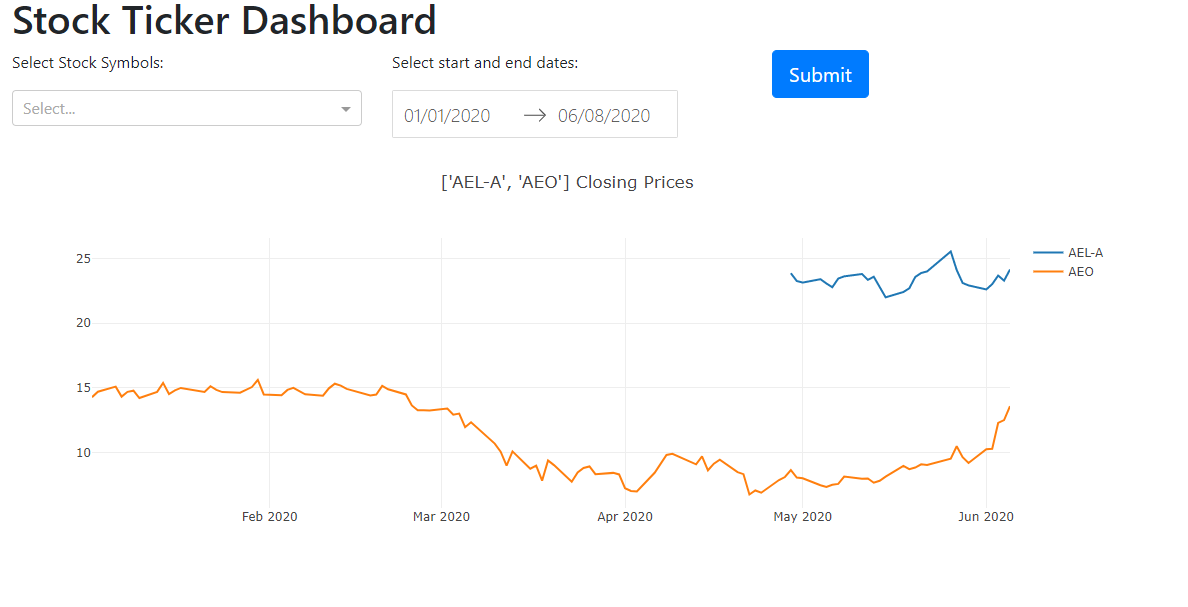 Stock Ticker Dashboard
Select Stock Symbols:
Select start and end dates:
Submit
Select...
01/01/2020 → 06/08/2020
['AEL-A', 'AEO'] Closing Prices
25
20
15
10
AEL-A
AEO
Feb 2020
Mar 2020
Apr 2020
May 2020
Jun 2020